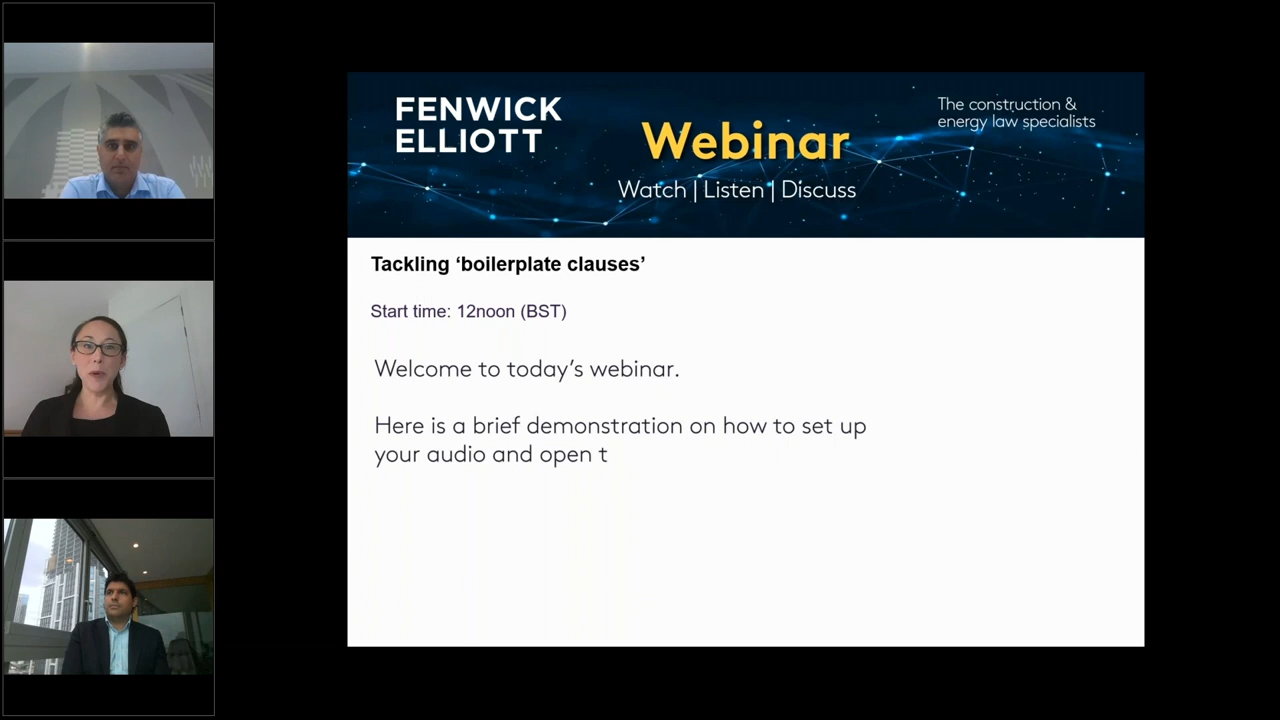 FENWICK
ELLIOTT
Webinar
Watch | Listen | Discuss
The construction &
energy law specialists
Tackling ‘boilerplate clauses’
Start time: 12noon (BST)
Welcome to today’s webinar.
Here is a brief demonstration on how to set up
your audio and open t